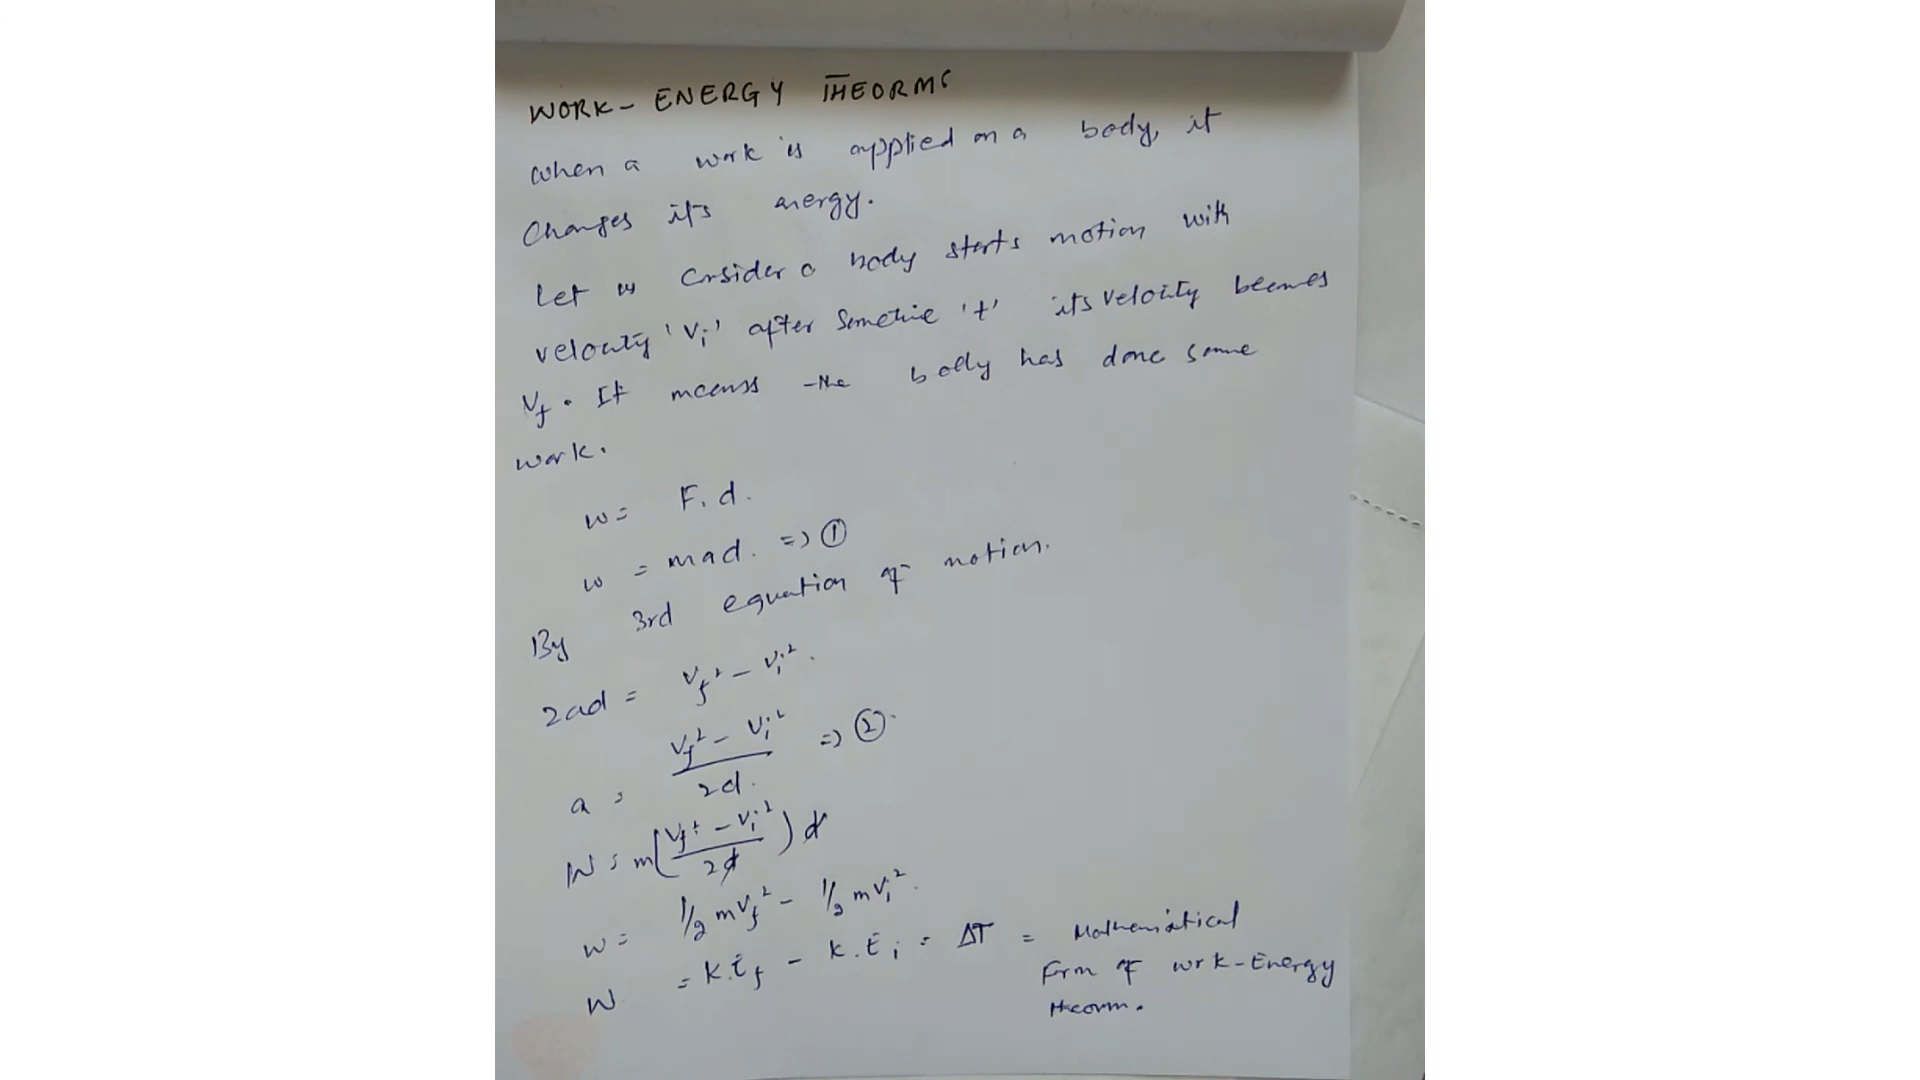 WORK - ENERGY THEORMS
When a work is applied on a body, it
Changes it's energy.
Let us consider a body starts motion with
velocity 'Vi' after sometime 't' its velocity becomes
Vf. It meanss the body has done some
work.
w = F.d.
w = mad. => ①
By 3rd equation of motion.
2ad = Vf² - Vi².
a = Vf² - Vi² / 2d. => ②.
W = m(Vf² - Vi² / 2d) d
w = 1/2 mVf² - 1/2 mVi².
W = K.Ef - K.Ei = ΔT = Mathematical
Form of work-Energy
theorm.